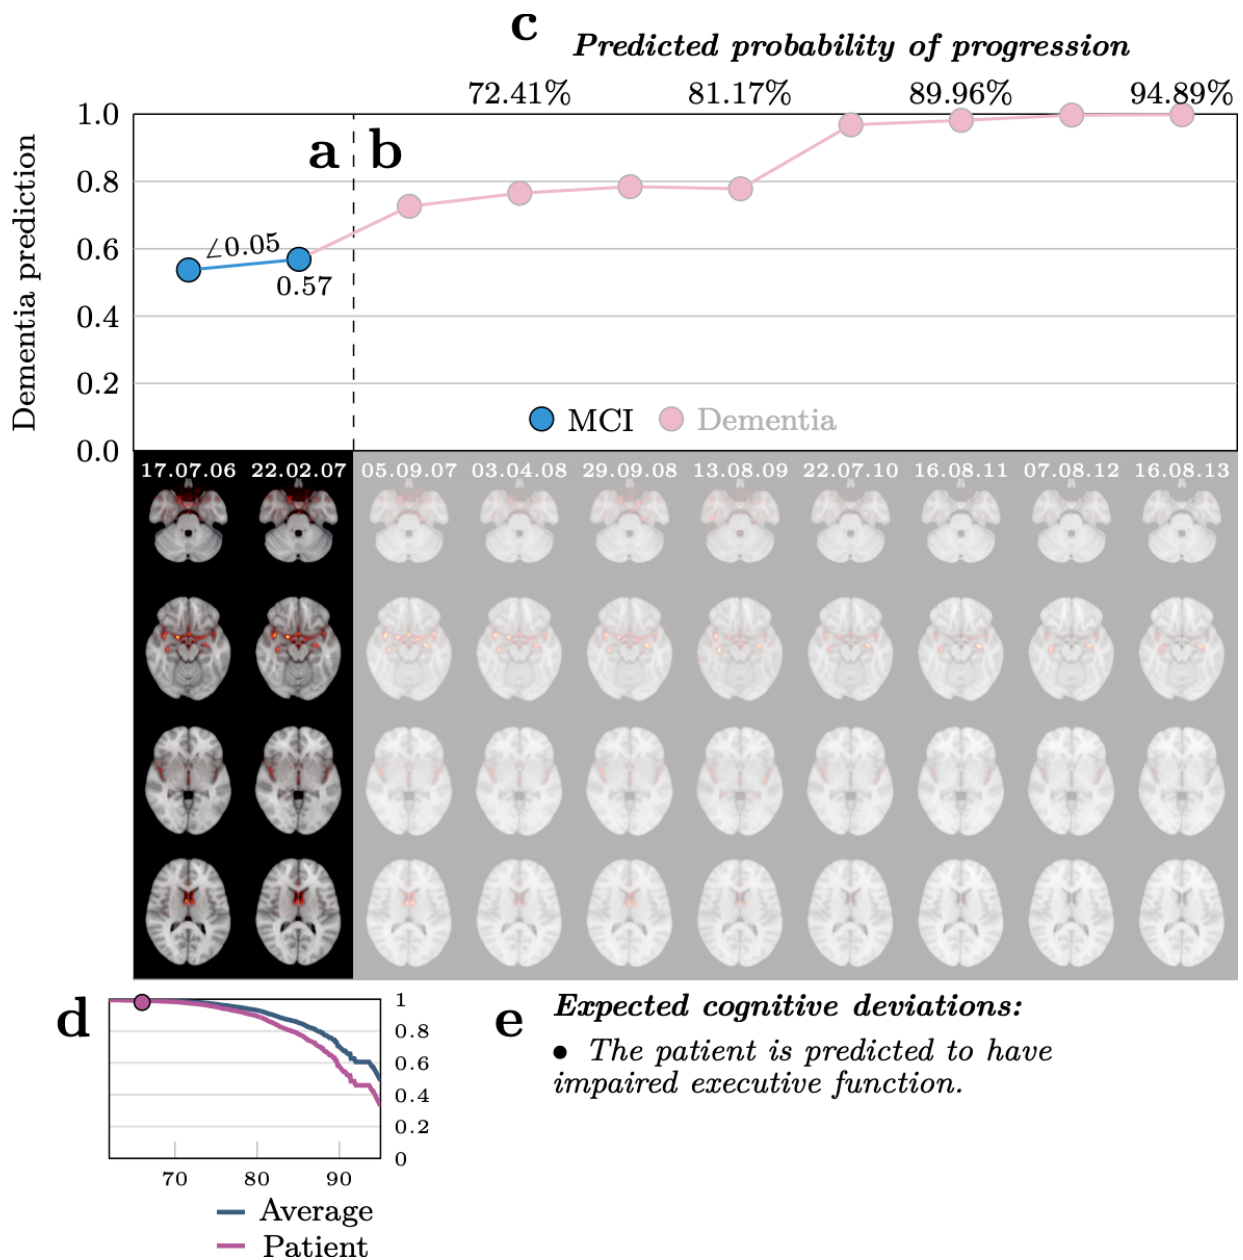 c
Predicted probability of progression
72.41% 81.17% 89.96% 94.89%
Dementia prediction
1.0
0.8
0.6
0.4
0.2
0.0
a b
∠0.05
0.57
MCI Dementia
17.07.06 22.02.07 05.09.07 03.04.08 29.09.08 13.08.09 22.07.10 16.08.11 07.08.12 16.08.13
d
1
0.8
0.6
0.4
0.2
0
70 80 90
Average
Patient
e
Expected cognitive deviations:
• The patient is predicted to have
impaired executive function.